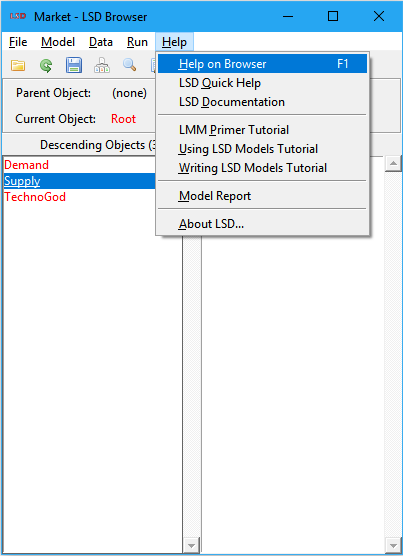 LSD Market - LSD Browser
File Model Data Run Help
Parent Object: (none)
Current Object: Root
Descending Objects (3
Demand
Supply
TechnoGod
Help on Browser F1
LSD Quick Help
LSD Documentation
LMM Primer Tutorial
Using LSD Models Tutorial
Writing LSD Models Tutorial
Model Report
About LSD...